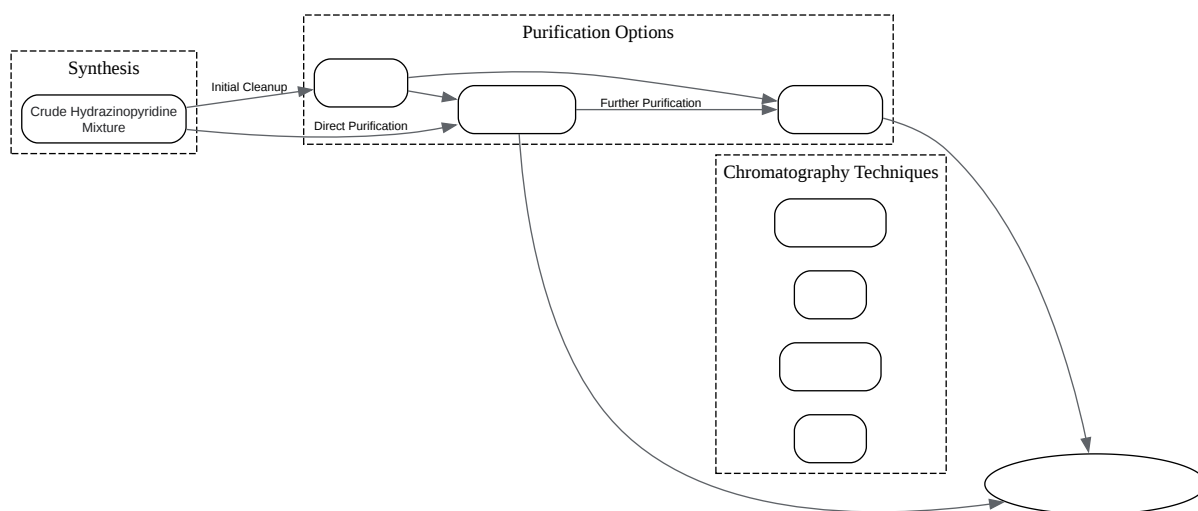 Purification Options
Synthesis
Initial Cleanup
Crude Hydrazinopyridine
Mixture
Further Purification
Direct Purification
Chromatography Techniques